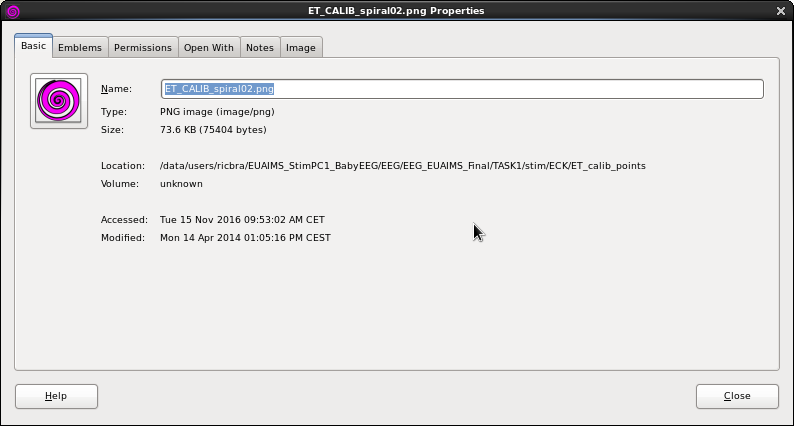 ET_CALIB_spiral02.png Properties
Basic Emblems Permissions Open With Notes Image
Name: ET_CALIB_spiral02.png
Type: PNG image (image/png)
Size: 73.6 KB (75404 bytes)
Location: /data/users/ricbra/EUAIMS_StimPC1_BabyEEG/EEG/EEG_EUAIMS_Final/TASK1/stim/ECK/ET_calib_points
Volume: unknown
Accessed: Tue 15 Nov 2016 09:53:02 AM CET
Modified: Mon 14 Apr 2014 01:05:16 PM CEST
Help Close